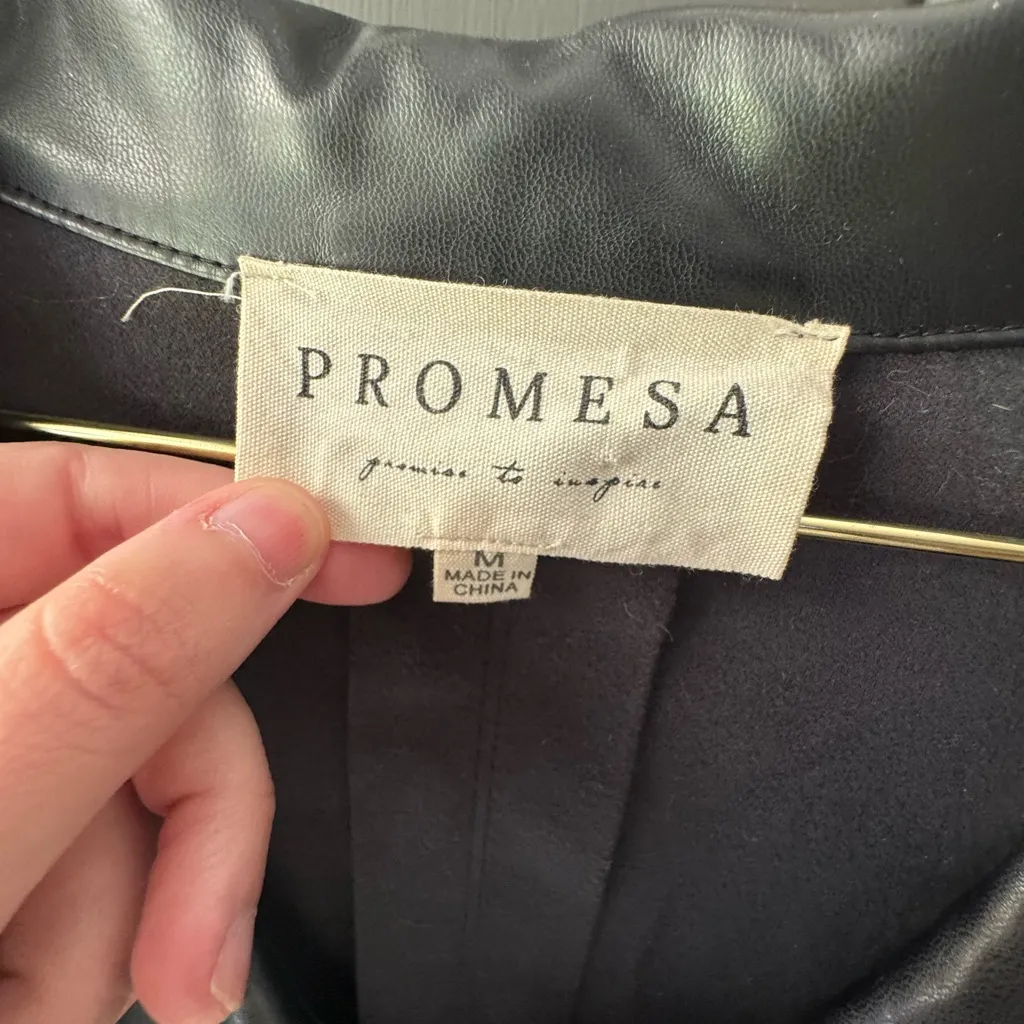 PROMESA
promise to inspire
M
MADE IN
CHINA